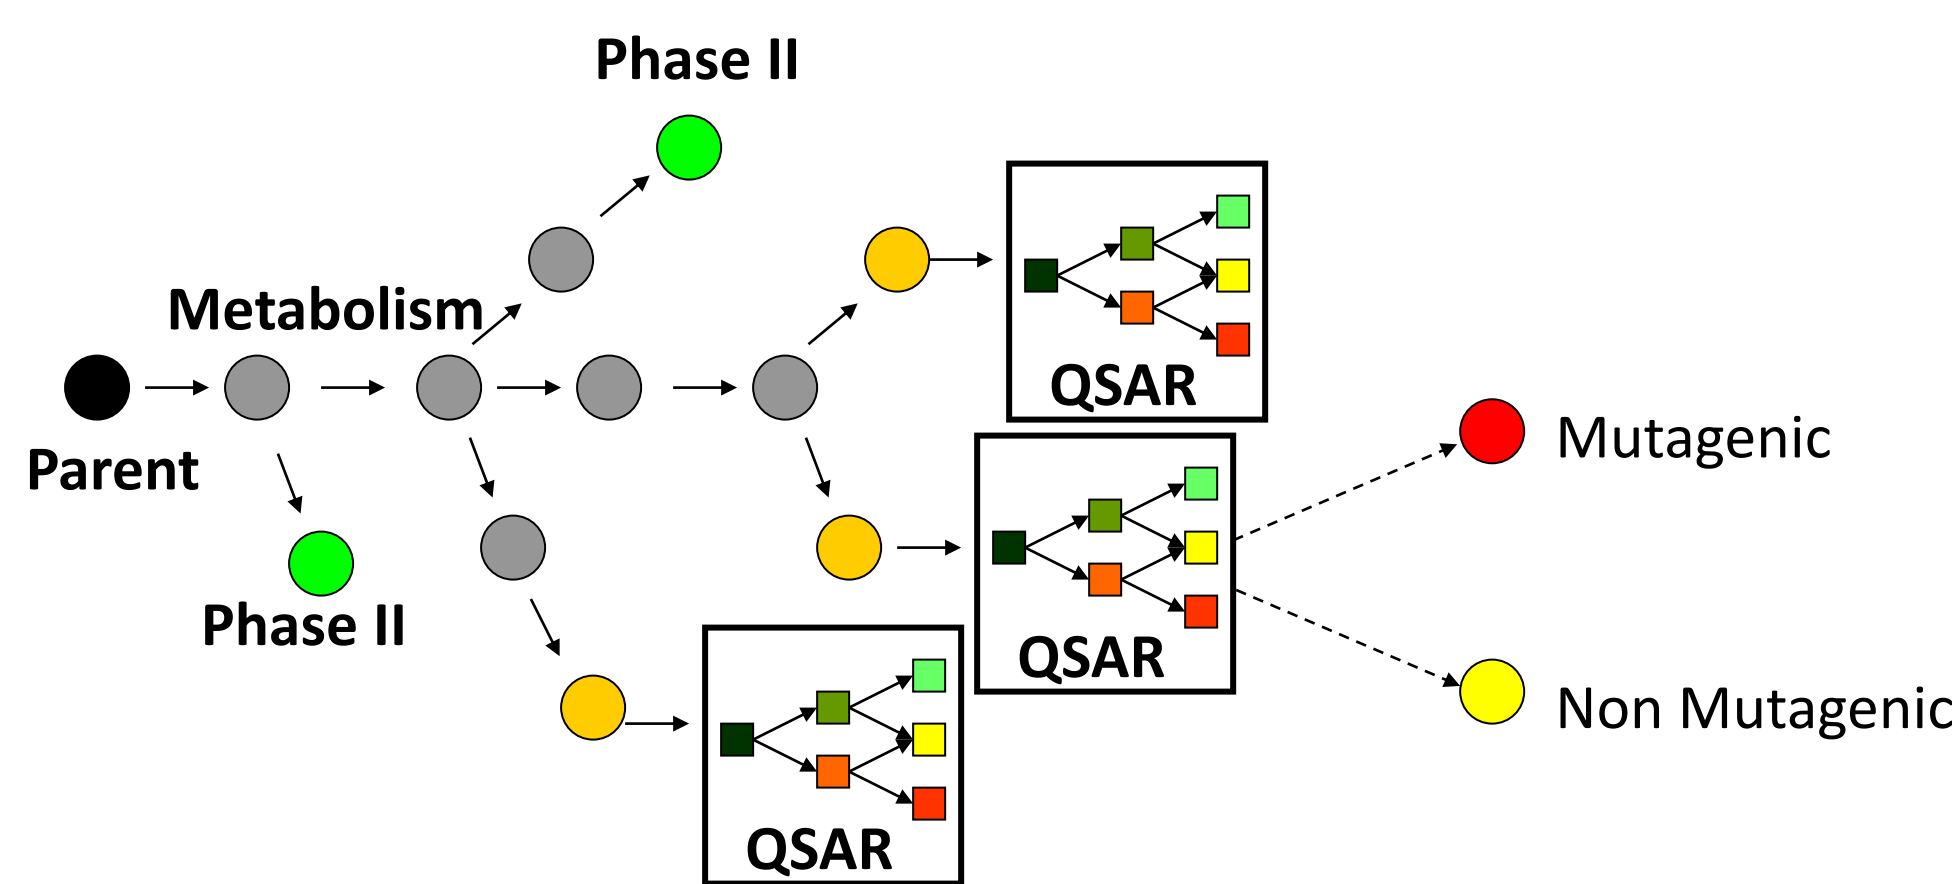 Phase II
Metabolism
QSAR
Parent
Mutagenic
Phase II
QSAR
Non Mutagenic
QSAR